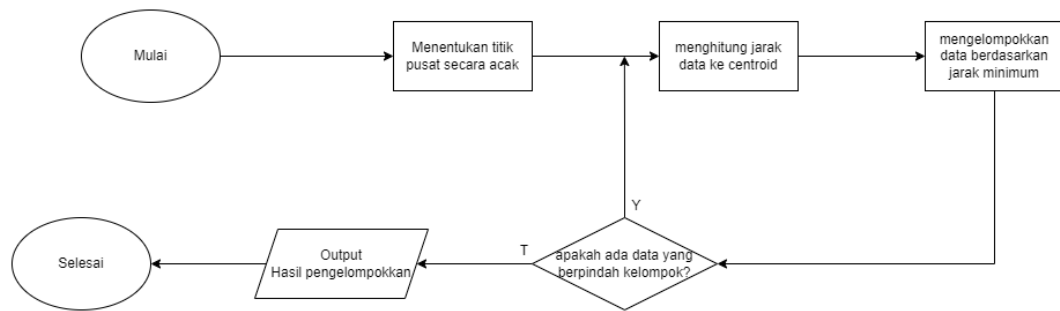 Mulai
Menentukan titik
pusat secara acak
menghitung jarak
data ke centroid
mengelompokkan
data berdasarkan
jarak minimum
Y
apakah ada data yang
berpindah kelompok?
T
Output
Hasil pengelompokkan
Selesai